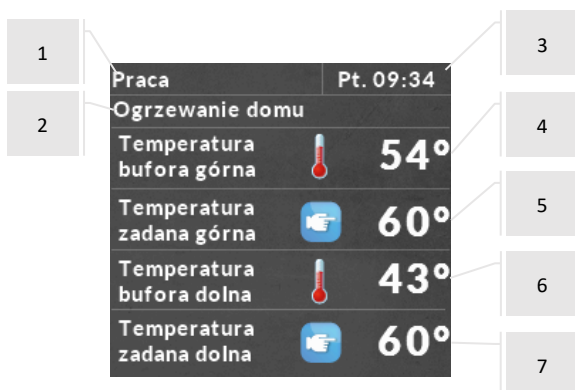 1
2
3
4
5
6
7
Praca
Pt. 09:34
Ogrzewanie domu
Temperatura
bufora górna
54°
Temperatura
zadana górna
60°
Temperatura
bufora dolna
43°
Temperatura
zadana dolna
60°